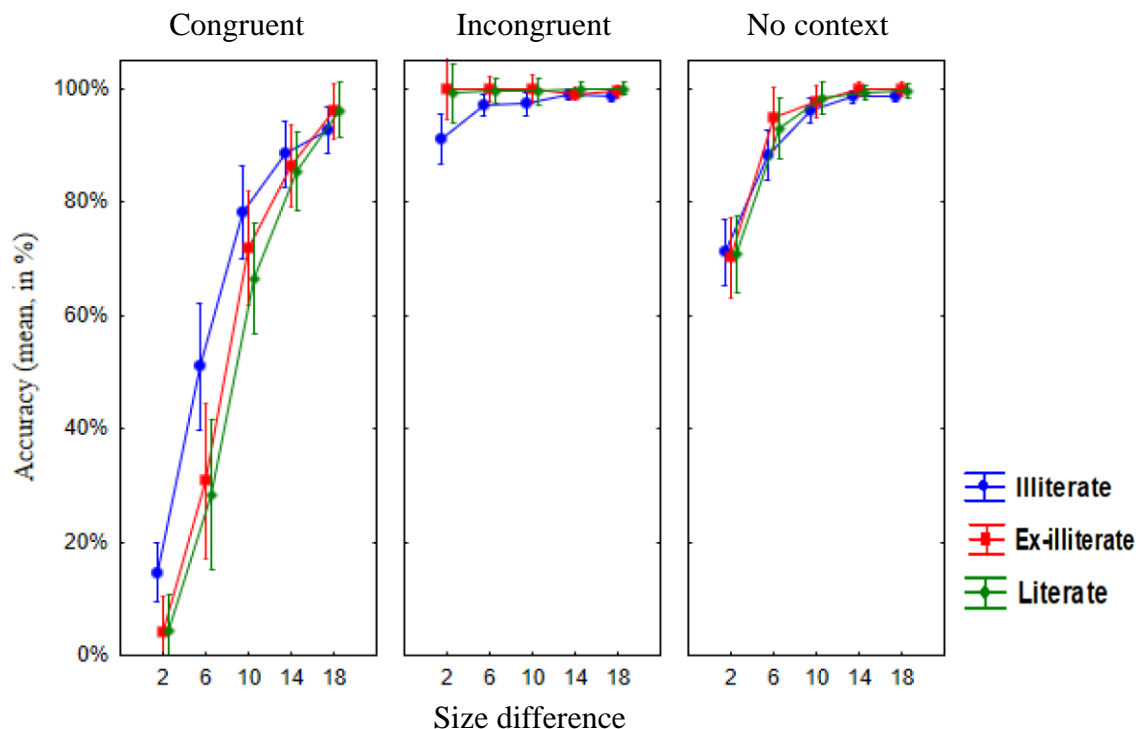 Congruent
Incongruent
No context
Accuracy (mean, in %)
100%
80%
60%
40%
20%
0%
2 6 10 14 18
2 6 10 14 18
2 6 10 14 18
Size difference
Illiterate
Ex-illiterate
Literate